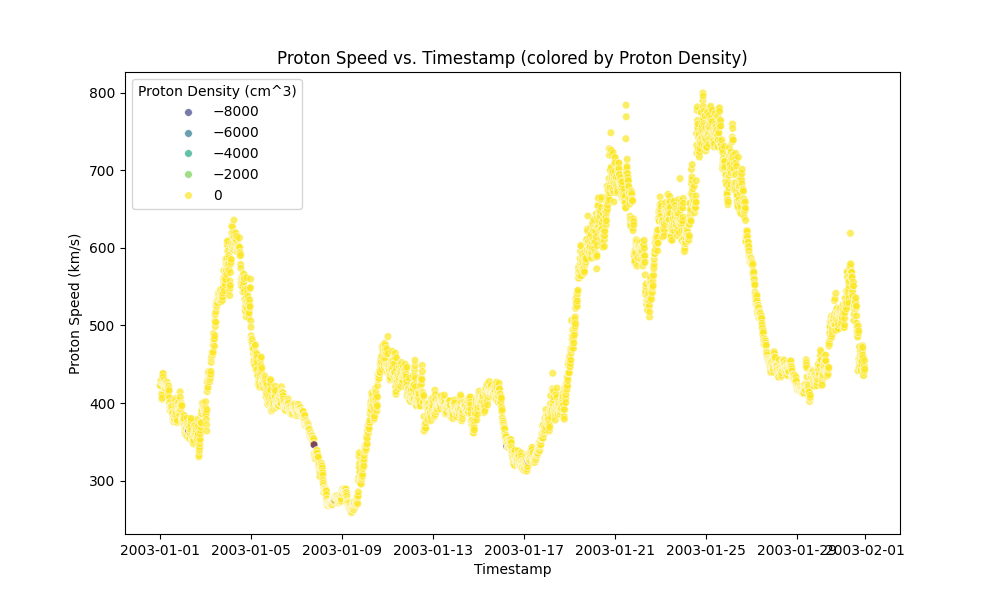 Proton Speed vs. Timestamp (colored by Proton Density)
Proton Density (cm^3)
−8000
−6000
−4000
−2000
0
800
700
600
500
400
300
Proton Speed (km/s)
2003-01-01 2003-01-05 2003-01-09 2003-01-13 2003-01-17 2003-01-21 2003-01-25 2003-01-29 2003-02-01
Timestamp